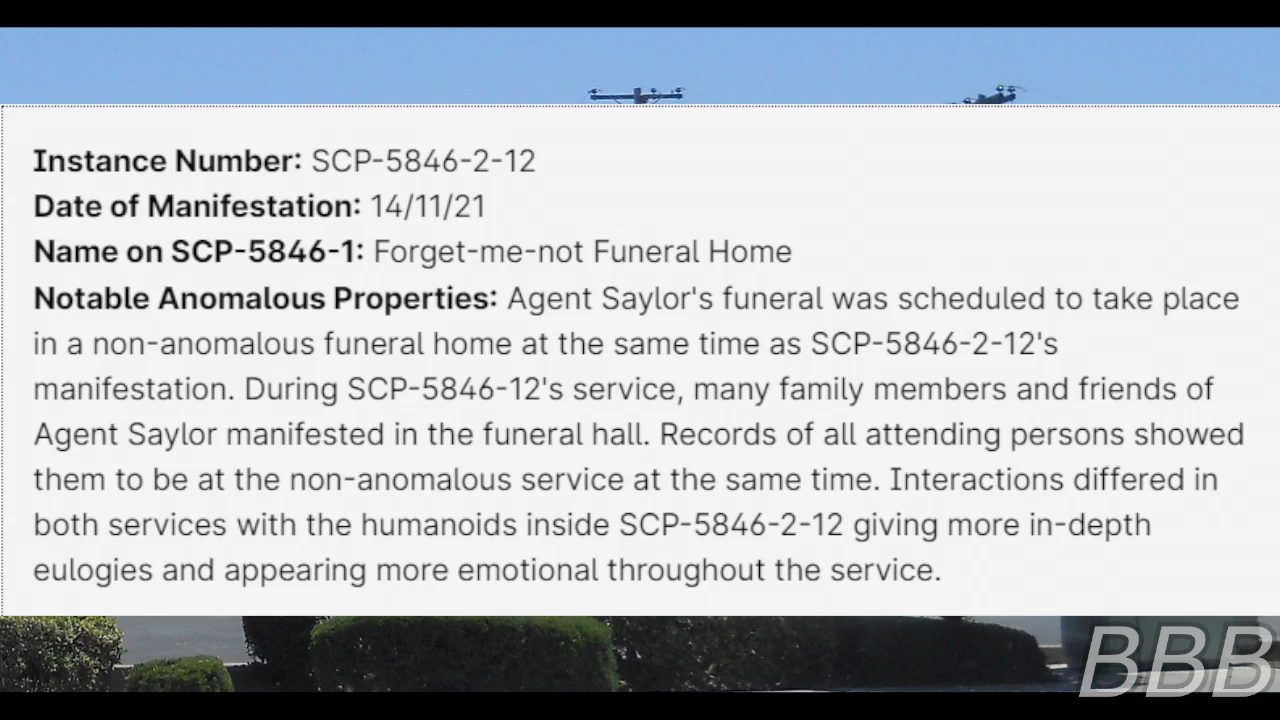 Instance Number: SCP-5846-2-12
Date of Manifestation: 14/11/21
Name on SCP-5846-1: Forget-me-not Funeral Home
Notable Anomalous Properties: Agent Saylor's funeral was scheduled to take place
in a non-anomalous funeral home at the same time as SCP-5846-2-12's
manifestation. During SCP-5846-12's service, many family members and friends of
Agent Saylor manifested in the funeral hall. Records of all attending persons showed
them to be at the non-anomalous service at the same time. Interactions differed in
both services with the humanoids inside SCP-5846-2-12 giving more in-depth
eulogies and appearing more emotional throughout the service.
BBB